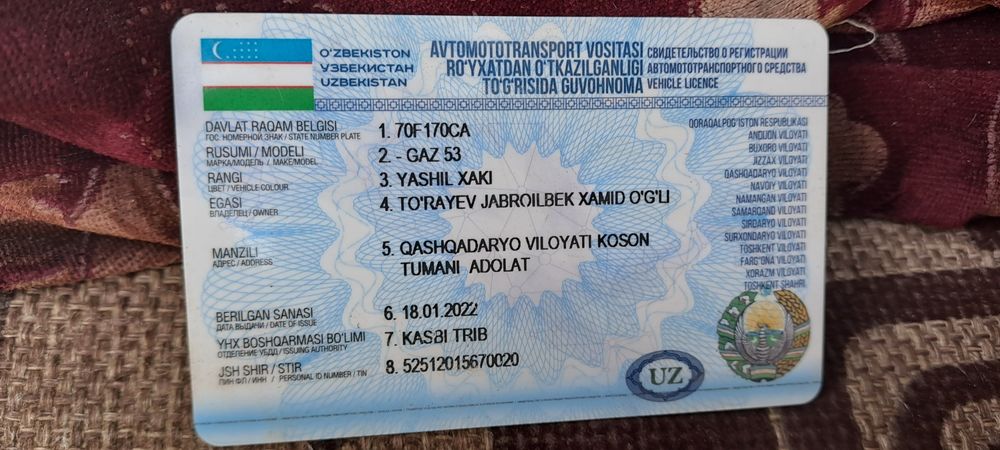 O'ZBEKISTON
ЎЗБЕКИСТАН
UZBEKISTAN
AVTOMOTOTRANSPORT VOSITASI
RO'YXATDAN O'TKAZILGANLIGI
TO'G'RISIDA GUVOHNOMA
СВИДЕТЕЛЬСТВО О РЕГИСТРАЦИИ
АВТОМОТОТРАНСПОРТНОГО СРЕДСТВА
VEHICLE LICENCE
DAVLAT RAQAM BELGISI 1. 70F170CA
ГОС. НОМЕРНОЙ ЗНАК / STATE NUMBER PLATE
RUSUMI / MODELI 2. - GAZ 53
МАРКА/МОДЕЛЬ / MAKE/MODEL
RANGI 3. YASHIL XAKI
ЦВЕТ / VEHICLE COLOUR
EGASI 4. TO'RAYEV JABROILBEK XAMID O'G'LI
ВЛАДЕЛЕЦ / OWNER
MANZILI 5. QASHQADARYO VILOYATI KOSON
АДРЕС / ADDRESS TUMANI ADOLAT
BERILGAN SANASI 6. 18.01.2022
ДАТА ВЫДАЧИ / DATE OF ISSUE
YHX BOSHQARMASI BO'LIMI 7. KASBI TRIB
ОТДЕЛЕНИЕ УБДД / ISSUING AUTHORITY
JSH SHIR / STIR 8. 52512015670020
ПИН ФЛ / ИНН / PERSONAL ID NUMBER / TIN
QORAQALPOG'ISTON RESPUBLIKASI
ANDIJON VILOYATI
BUXORO VILOYATI
JIZZAX VILOYATI
QASHQADARYO VILOYATI
NAVOIY VILOYATI
NAMANGAN VILOYATI
SAMARQAND VILOYATI
SIRDARYO VILOYATI
SURXONDARYO VILOYATI
TOSHKENT VILOYATI
FARG'ONA VILOYATI
XORAZM VILOYATI
TOSHKENT SHAHRI
UZ